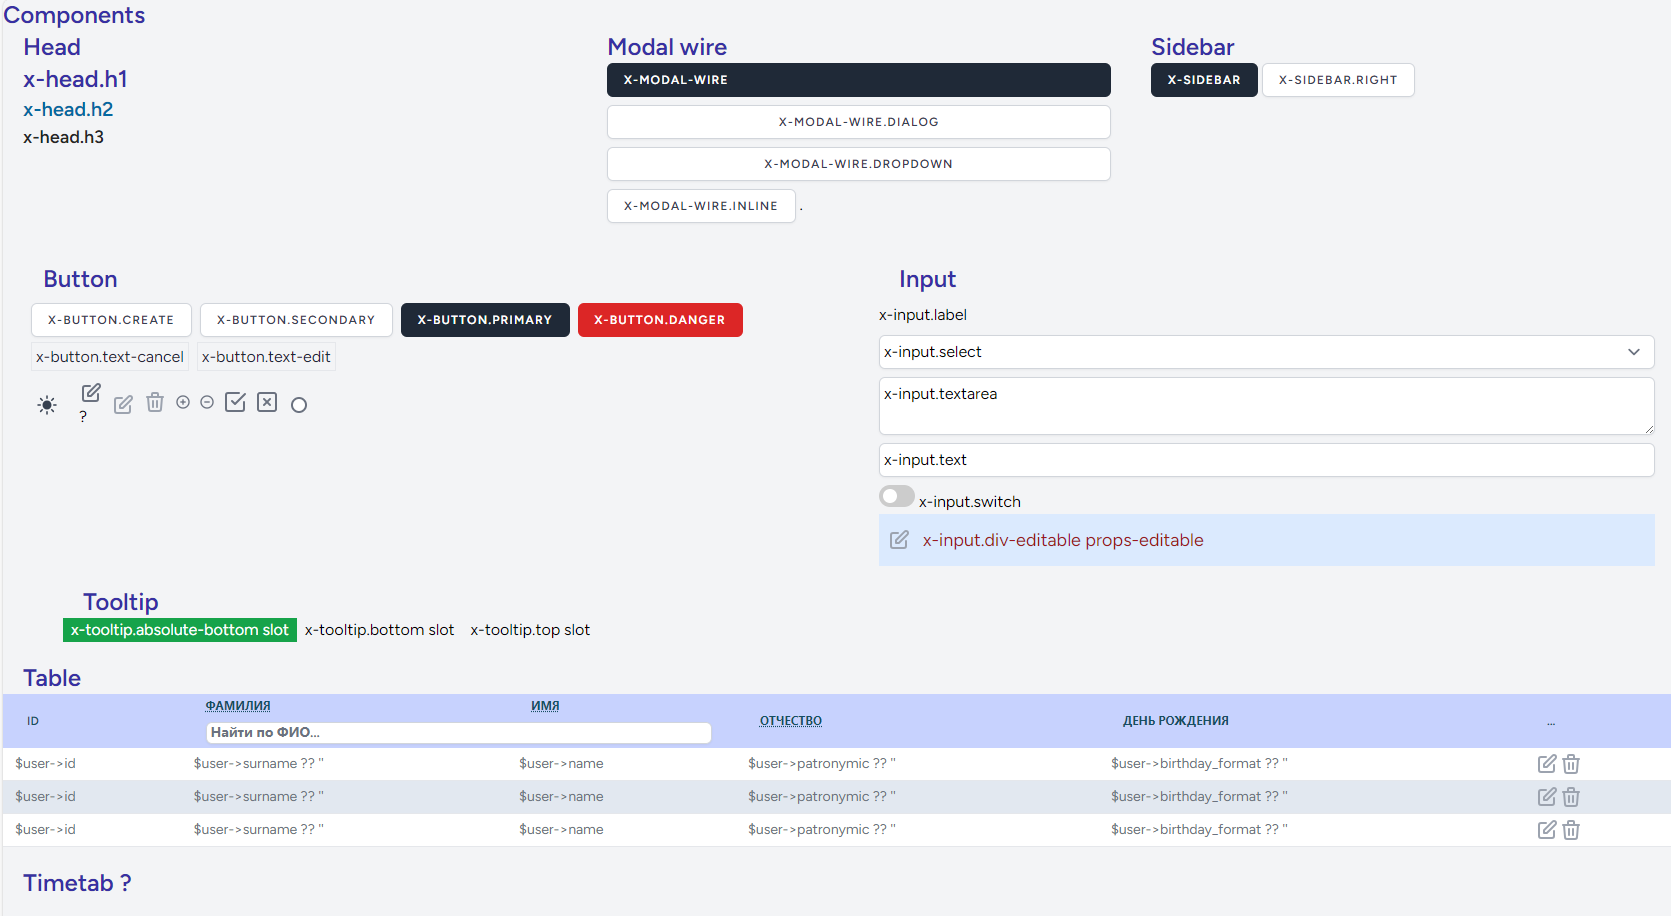 Components
Head
x-head.h1
x-head.h2
x-head.h3
Modal wire
X-MODAL-WIRE
X-MODAL-WIRE.DIALOG
X-MODAL-WIRE.DROPDOWN
X-MODAL-WIRE.INLINE .
Sidebar
X-SIDEBAR X-SIDEBAR.RIGHT
Button
X-BUTTON.CREATE X-BUTTON.SECONDARY X-BUTTON.PRIMARY X-BUTTON.DANGER
x-button.text-cancel x-button.text-edit
?
Input
x-input.label
x-input.select
x-input.textarea
x-input.text
x-input.switch
x-input.div-editable props-editable
Tooltip
x-tooltip.absolute-bottom slot x-tooltip.bottom slot x-tooltip.top slot
Table
ID ФАМИЛИЯ ИМЯ ОТЧЕСТВО ДЕНЬ РОЖДЕНИЯ ...
Найти по ФИО...
$user->id $user->surname ?? '' $user->name $user->patronymic ?? '' $user->birthday_format ?? ''
$user->id $user->surname ?? '' $user->name $user->patronymic ?? '' $user->birthday_format ?? ''
$user->id $user->surname ?? '' $user->name $user->patronymic ?? '' $user->birthday_format ?? ''
Timetab ?